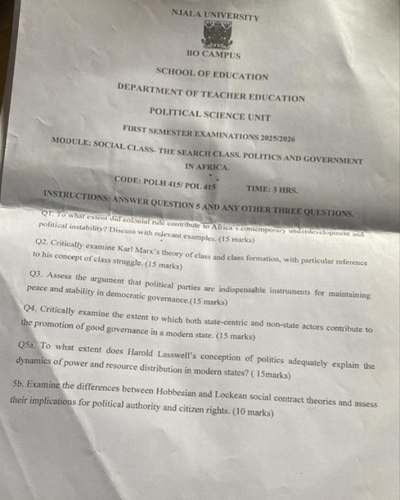 NJALA UNIVERSITY
BO CAMPUS
SCHOOL OF EDUCATION
DEPARTMENT OF TEACHER EDUCATION
POLITICAL SCIENCE UNIT
FIRST SEMESTER EXAMINATIONS 2025/2026
MODULE: SOCIAL CLASS- THE SEARCH CLASS. POLITICS AND GOVERNMENT
IN AFRICA.
CODE: POLH 415/ POL 415 TIME: 3 HRS.
INSTRUCTIONS: ANSWER QUESTION 5 AND ANY OTHER THREE QUESTIONS.
Q1. To what extent did colonial rule contribute to Africa's contemporary underdevelopment and
political instability? Discuss with relevant examples. (15 marks)
Q2. Critically examine Karl Marx's theory of class and class formation, with particular reference
to his concept of class struggle. (15 marks)
Q3. Assess the argument that political parties are indispensable instruments for maintaining
peace and stability in democratic governance.(15 marks)
Q4. Critically examine the extent to which both state-centric and non-state actors contribute to
the promotion of good governance in a modern state. (15 marks)
Q5a. To what extent does Harold Lasswell's conception of politics adequately explain the
dynamics of power and resource distribution in modern states? ( 15marks)
5b. Examine the differences between Hobbesian and Lockean social contract theories and assess
their implications for political authority and citizen rights. (10 marks)